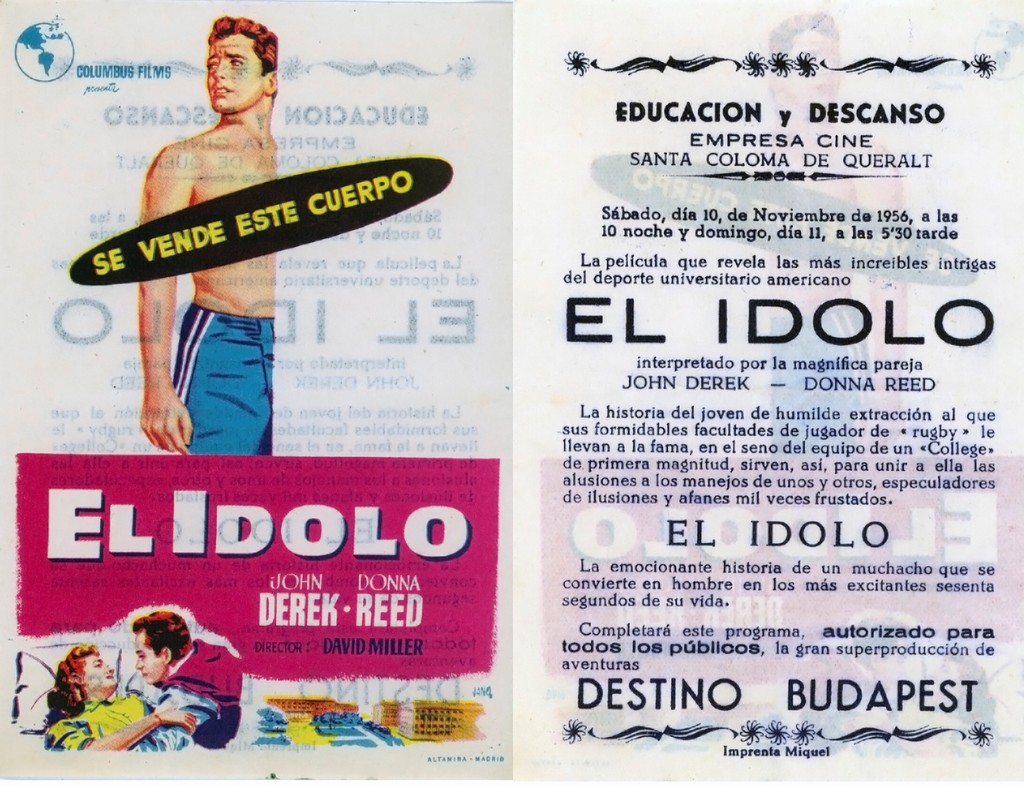 COLUMBUS FILMS
presenta
SE VENDE ESTE CUERPO
EL IDOLO
JOHN DONNA
DEREK · REED
DIRECTOR: DAVID MILLER
JANO
ALTAMIRA - MADRID
EDUCACION y DESCANSO
EMPRESA CINE
SANTA COLOMA DE QUERALT
Sábado, día 10, de Noviembre de 1956, a las
10 noche y domingo, día 11, a las 5'30 tarde
La película que revela las más increibles intrigas
del deporte universitario americano
EL IDOLO
interpretado por la magnífica pareja
JOHN DEREK — DONNA REED
La historia del joven de humilde extracción al que
sus formidables facultades de jugador de « rugby » le
llevan a la fama, en el seno del equipo de un «College»
de primera magnitud, sirven, así, para unir a ella las
alusiones a los manejos de unos y otros, especuladores
de ilusiones y afanes mil veces frustados.
EL IDOLO
La emocionante historia de un muchacho que se
convierte en hombre en los más excitantes sesenta
segundos de su vida.
Completará este programa, autorizado para
todos los públicos, la gran superproducción de
aventuras
DESTINO BUDAPEST
Imprenta Miquel